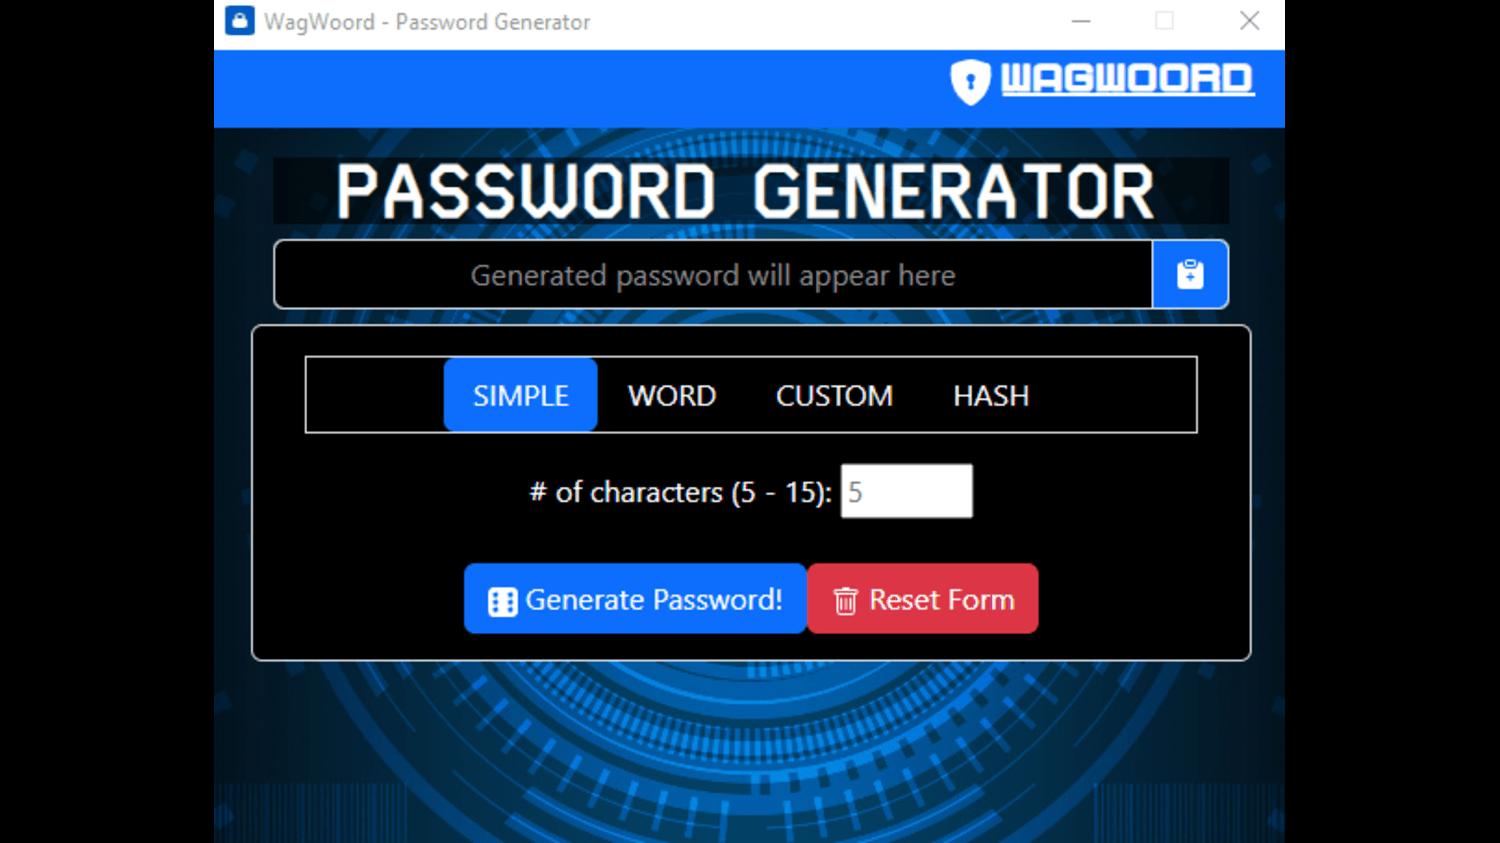 WagWoord - Password Generator
WAGWOORD
PASSWORD GENERATOR
Generated password will appear here
SIMPLE WORD CUSTOM HASH
# of characters (5 - 15): 5
Generate Password! Reset Form